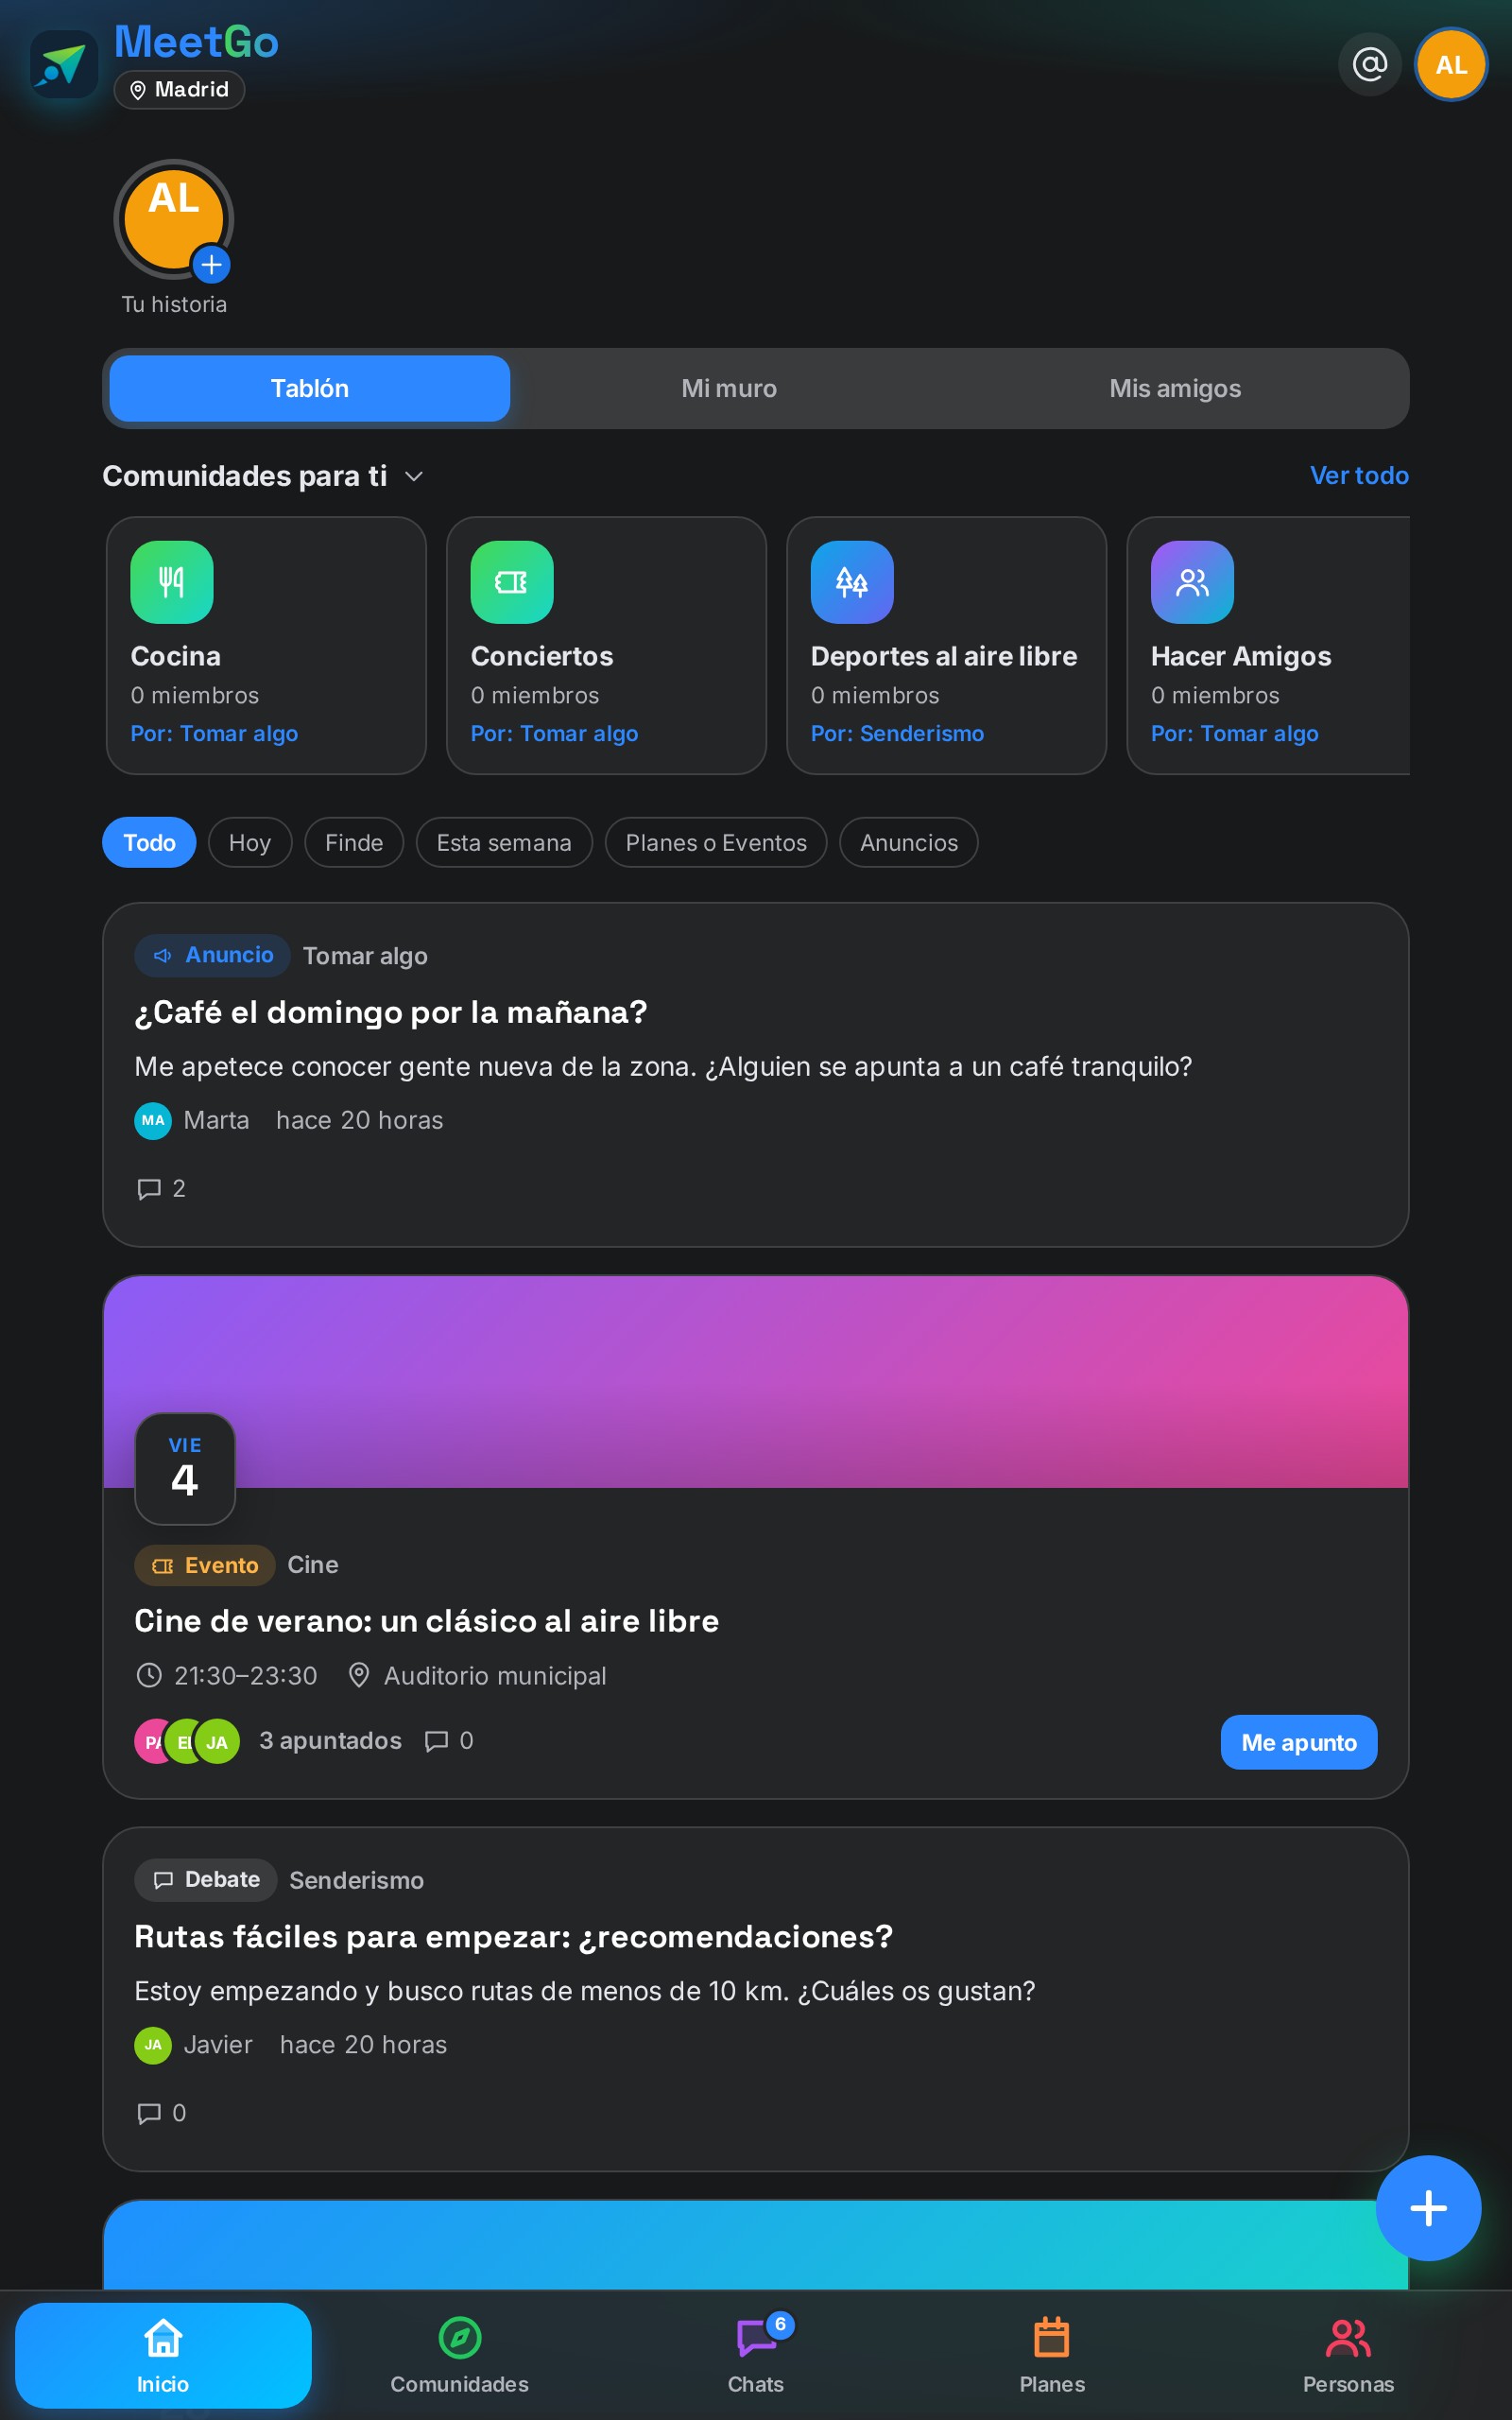 MeetGo
Madrid
@
AL
AL
Tu historia
Tablón
Mi muro
Mis amigos
Comunidades para ti
Ver todo
Cocina
0 miembros
Por: Tomar algo
Conciertos
0 miembros
Por: Tomar algo
Deportes al aire libre
0 miembros
Por: Senderismo
Hacer Amigos
0 miembros
Por: Tomar algo
Todo
Hoy
Finde
Esta semana
Planes o Eventos
Anuncios
Anuncio Tomar algo
¿Café el domingo por la mañana?
Me apetece conocer gente nueva de la zona. ¿Alguien se apunta a un café tranquilo?
MA Marta hace 20 horas
2
VIE
4
Evento Cine
Cine de verano: un clásico al aire libre
21:30–23:30 Auditorio municipal
JA 3 apuntados 0
Me apunto
Debate Senderismo
Rutas fáciles para empezar: ¿recomendaciones?
Estoy empezando y busco rutas de menos de 10 km. ¿Cuáles os gustan?
JA Javier hace 20 horas
0
Inicio
Comunidades
6
Chats
Planes
Personas